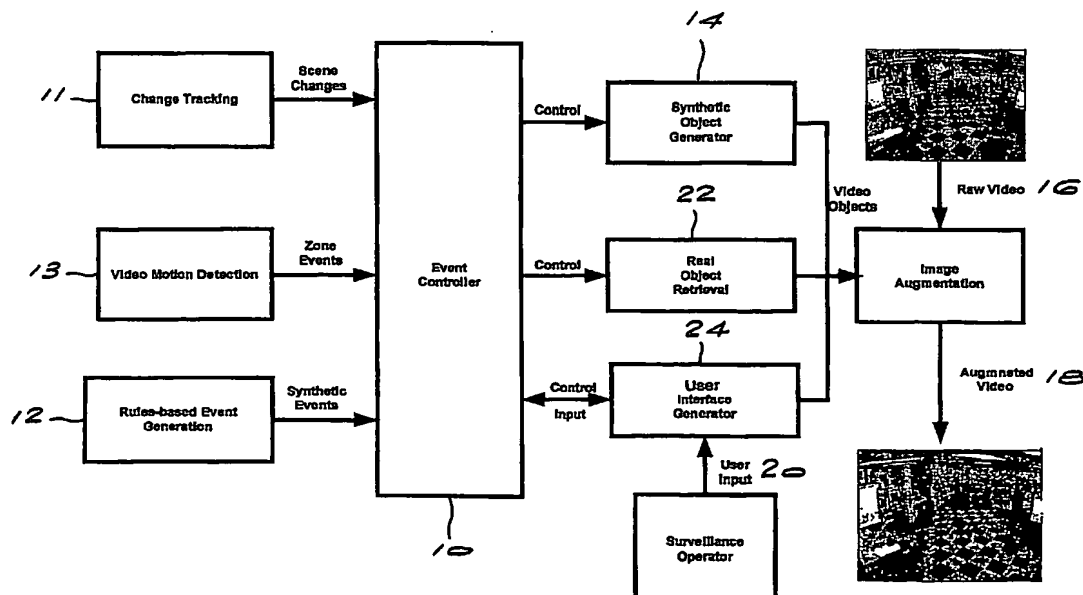 14
11
Change Tracking
Scene
Changes
Control
Synthetic
Object
Generator
Video
Objects
Raw Video
16
22
13
Video Motion Detection
Zone
Events
Event
Controller
Control
Real
Object
Retrieval
Image
Augmentation
24
12
Rules-based Event
Generation
Synthetic
Events
Control
Input
User
Interface
Generator
Augmneted
Video
18
User
Input
20
10
Surveillance
Operator